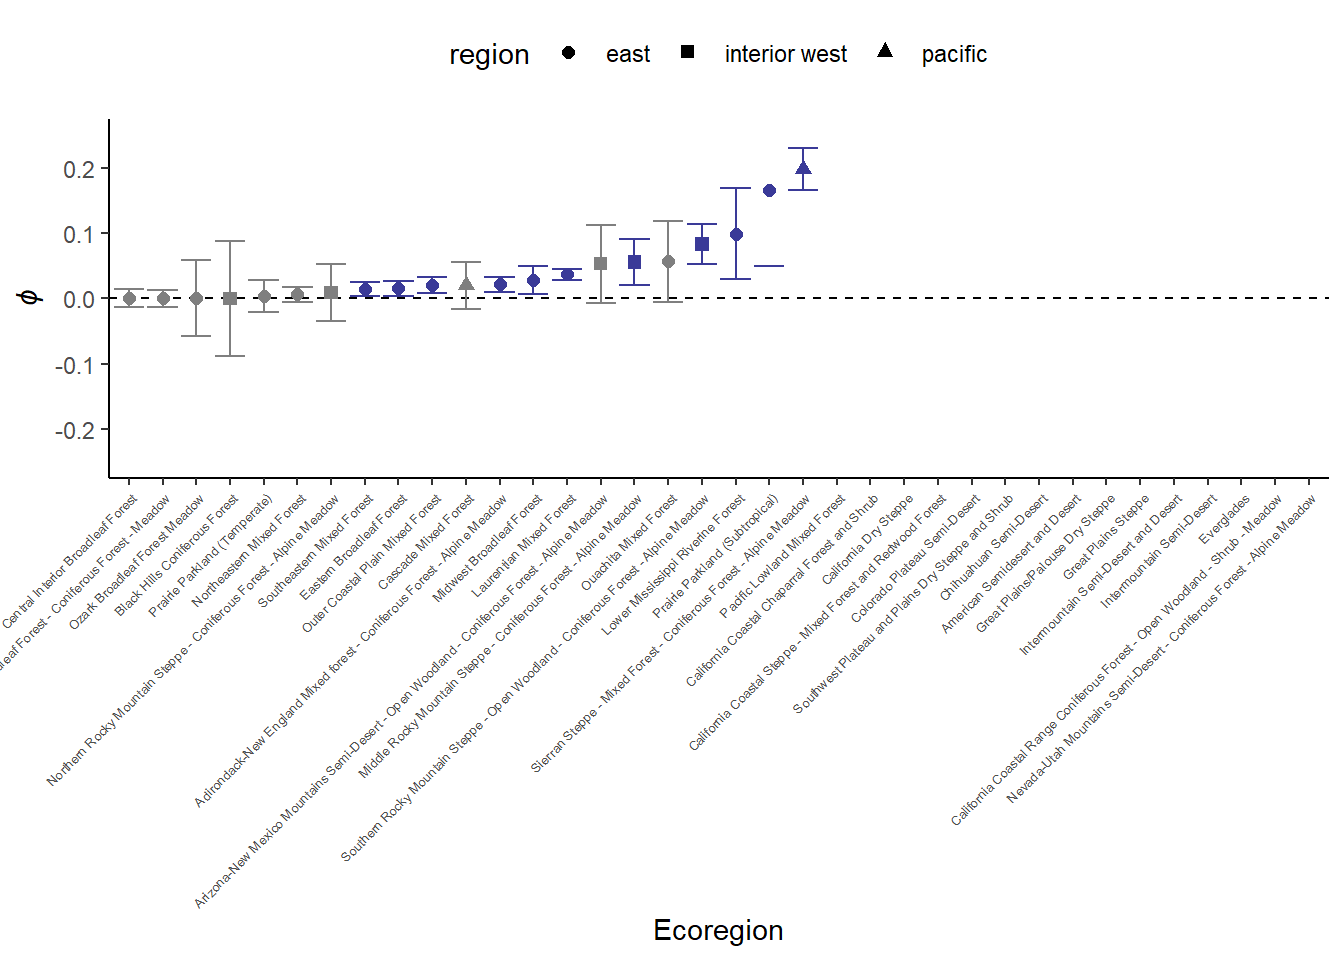 region east interior west pacific
0.2
0.1
0.0
-0.1
-0.2
ϕ
Central Interior Broadleaf Forest
Forest - Coniferous Forest - Meadow
Ozark Broadleaf Forest Meadow
Black Hills Coniferous Forest
Prairie Parkland (Temperate)
Northeastern Mixed Forest
Northern Rocky Mountain Steppe - Coniferous Forest - Alpine Meadow
Southeastern Mixed Forest
Eastern Broadleaf Forest
Outer Coastal Plain Mixed Forest
Cascade Mixed Forest
Adirondack-New England Mixed forest - Coniferous Forest - Alpine Meadow
Midwest Broadleaf Forest
Laurentian Mixed Forest
Arizona-New Mexico Mountains Semi-Desert - Open Woodland - Coniferous Forest - Alpine Meadow
Middle Rocky Mountain Steppe - Coniferous Forest - Alpine Meadow
Ouachita Mixed Forest
Southern Rocky Mountain Steppe - Open Woodland - Coniferous Forest - Alpine Meadow
Lower Mississippi Riverine Forest
Prairie Parkland (Subtropical)
Sierran Steppe - Mixed Forest - Coniferous Forest - Alpine Meadow
Pacific Lowland Mixed Forest
California Coastal Chaparral Forest and Shrub
California Dry Steppe
California Coastal Steppe - Mixed Forest and Redwood Forest
Colorado Plateau Semi-Desert
Southwest Plateau and Plains Dry Steppe and Shrub
Chihuahuan Semi-Desert
American Semidesert and Desert
Great Plains/Palouse Dry Steppe
Great Plains Steppe
Intermountain Semi-Desert and Desert
Intermountain Semi-Desert
Everglades
California Coastal Range Coniferous Forest - Open Woodland - Shrub - Meadow
Nevada-Utah Mountains Semi-Desert - Coniferous Forest - Alpine Meadow
Ecoregion